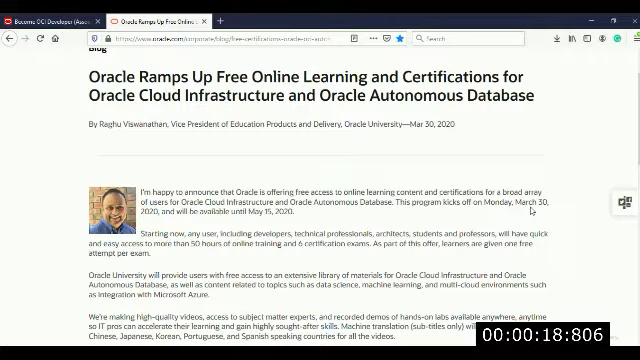 Become OCI Developer (Assoc
Oracle Ramps Up Free Online L
https://www.oracle.com/corporate/blog/free-certifications-oracle-oci-auto
Search
Blog
Oracle Ramps Up Free Online Learning and Certifications for
Oracle Cloud Infrastructure and Oracle Autonomous Database
By Raghu Viswanathan, Vice President of Education Products and Delivery, Oracle University—Mar 30, 2020
I'm happy to announce that Oracle is offering free access to online learning content and certifications for a broad array
of users for Oracle Cloud Infrastructure and Oracle Autonomous Database. This program kicks off on Monday, March 30,
2020, and will be available until May 15, 2020.
Starting now, any user, including developers, technical professionals, architects, students and professors, will have quick
and easy access to more than 50 hours of online training and 6 certification exams. As part of this offer, learners are given one free
attempt per exam.
Oracle University will provide users with free access to an extensive library of materials for Oracle Cloud Infrastructure and Oracle
Autonomous Database, as well as content related to topics such as data science, machine learning, and multi-cloud environments such
as integration with Microsoft Azure.
We're making high-quality videos, access to subject matter experts, and recorded demos of hands-on labs available anywhere, anytime
so IT pros can accelerate their learning and gain highly sought-after skills. Machine translation (sub-titles only) will
Chinese, Japanese, Korean, Portuguese, and Spanish speaking countries for all the videos.
00:00:18:806